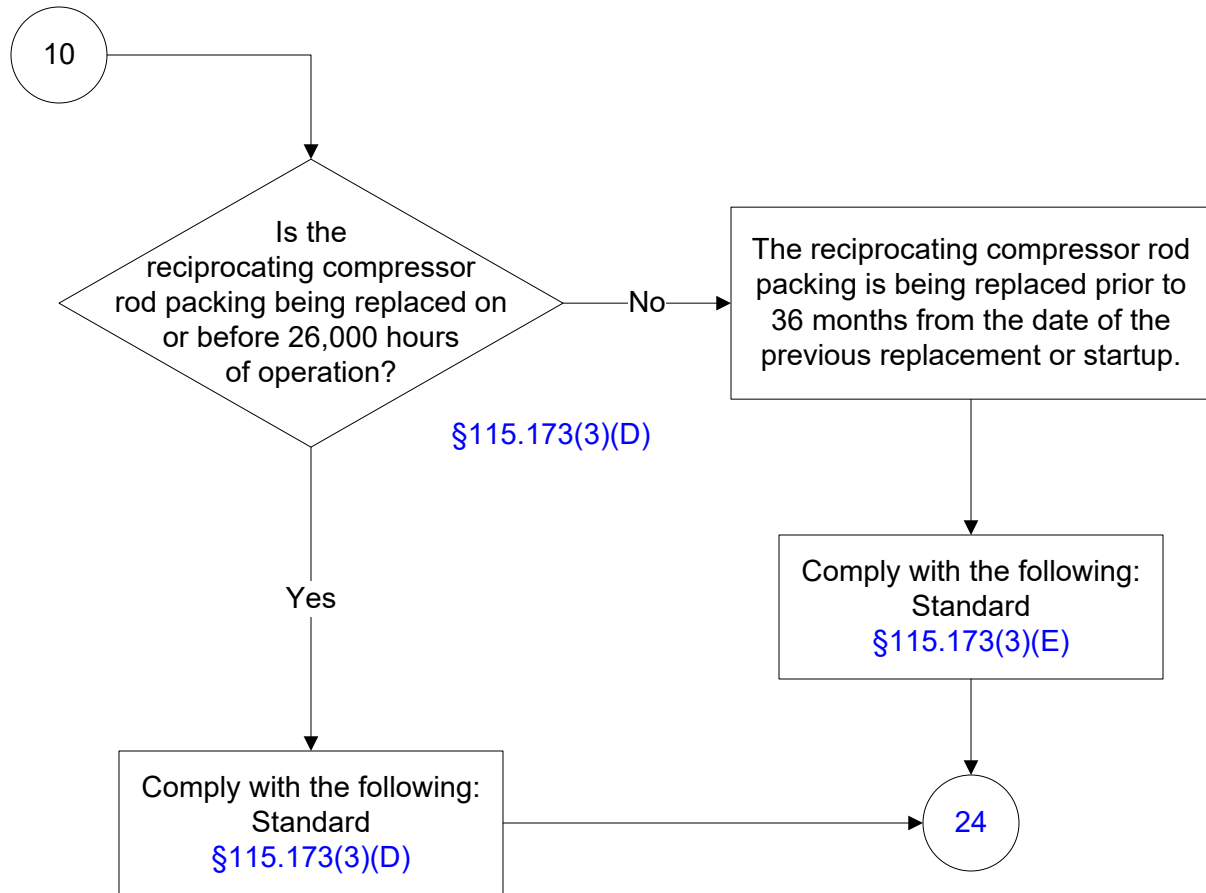 10
Is the
reciprocating compressor
rod packing being replaced on
or before 26,000 hours
of operation?
No
The reciprocating compressor rod
packing is being replaced prior to
36 months from the date of the
previous replacement or startup.
§115.173(3)(D)
Yes
Comply with the following:
Standard
§115.173(3)(E)
Comply with the following:
Standard
§115.173(3)(D)
24